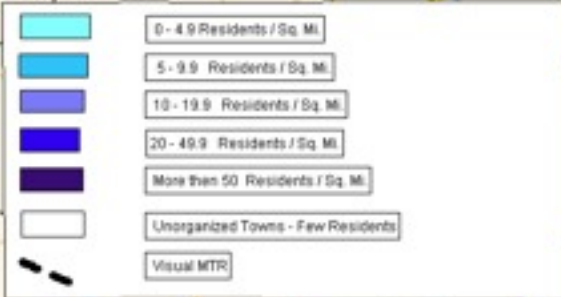 0 - 4.9 Residents / Sq. Mi.
5 - 9.9 Residents / Sq. Mi.
10 - 19.9 Residents / Sq. Mi.
20 - 49.9 Residents / Sq. Mi.
More then 50 Residents / Sq. Mi.
Unorganized Towns - Few Residents
Visual MTR